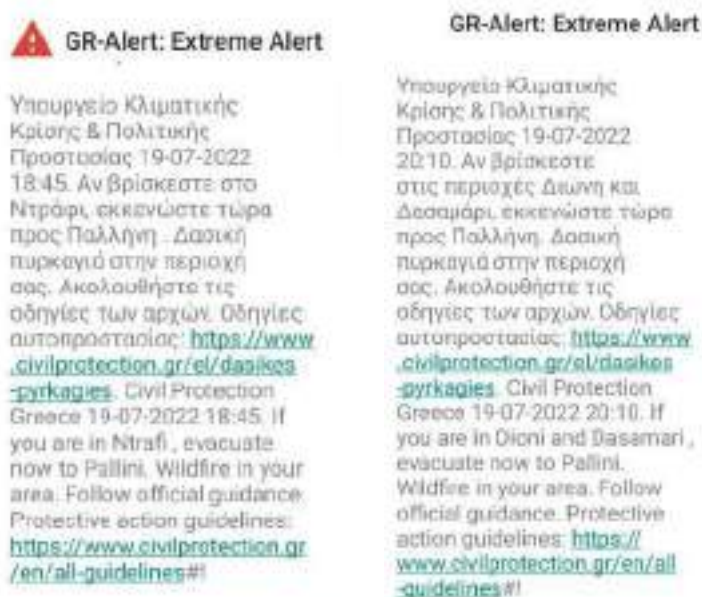 GR-Alert: Extreme Alert
Υπουργείο Κλιματικής
Κρίσης & Πολιτικής
Προστασίας 19-07-2022
18:45. Αν βρίσκεστε στο
Ντράφι, εκκενώστε τώρα
προς Παλλήνη . Δασική
πυρκαγιά στην περιοχή
σας. Ακολουθήστε τις
οδηγίες των αρχών. Οδηγίες
αυτοπροστασίας: https://www
.civilprotection.gr/el/dasikes
-pyrkagies. Civil Protection
Greece 19-07-2022 18:45. If
you are in Ntrafi , evacuate
now to Pallini. Wildfire in your
area. Follow official guidance.
Protective action guidelines:
https://www.civilprotection.gr
/en/all-guidelines#!
GR-Alert: Extreme Alert
Υπουργείο Κλιματικής
Κρίσης & Πολιτικής
Προστασίας 19-07-2022
20:10. Αν βρίσκεστε
στις περιοχές Διώνη και
Δασαμάρι, εκκενώστε τώρα
προς Παλλήνη. Δασική
πυρκαγιά στην περιοχή
σας. Ακολουθήστε τις
οδηγίες των αρχών. Οδηγίες
αυτοπροστασίας: https://www
.civilprotection.gr/el/dasikes
-pyrkagies. Civil Protection
Greece 19-07-2022 20:10. If
you are in Dioni and Dasamari ,
evacuate now to Pallini.
Wildfire in your area. Follow
official guidance. Protective
action guidelines: https://
www.civilprotection.gr/en/all
-guidelines#!